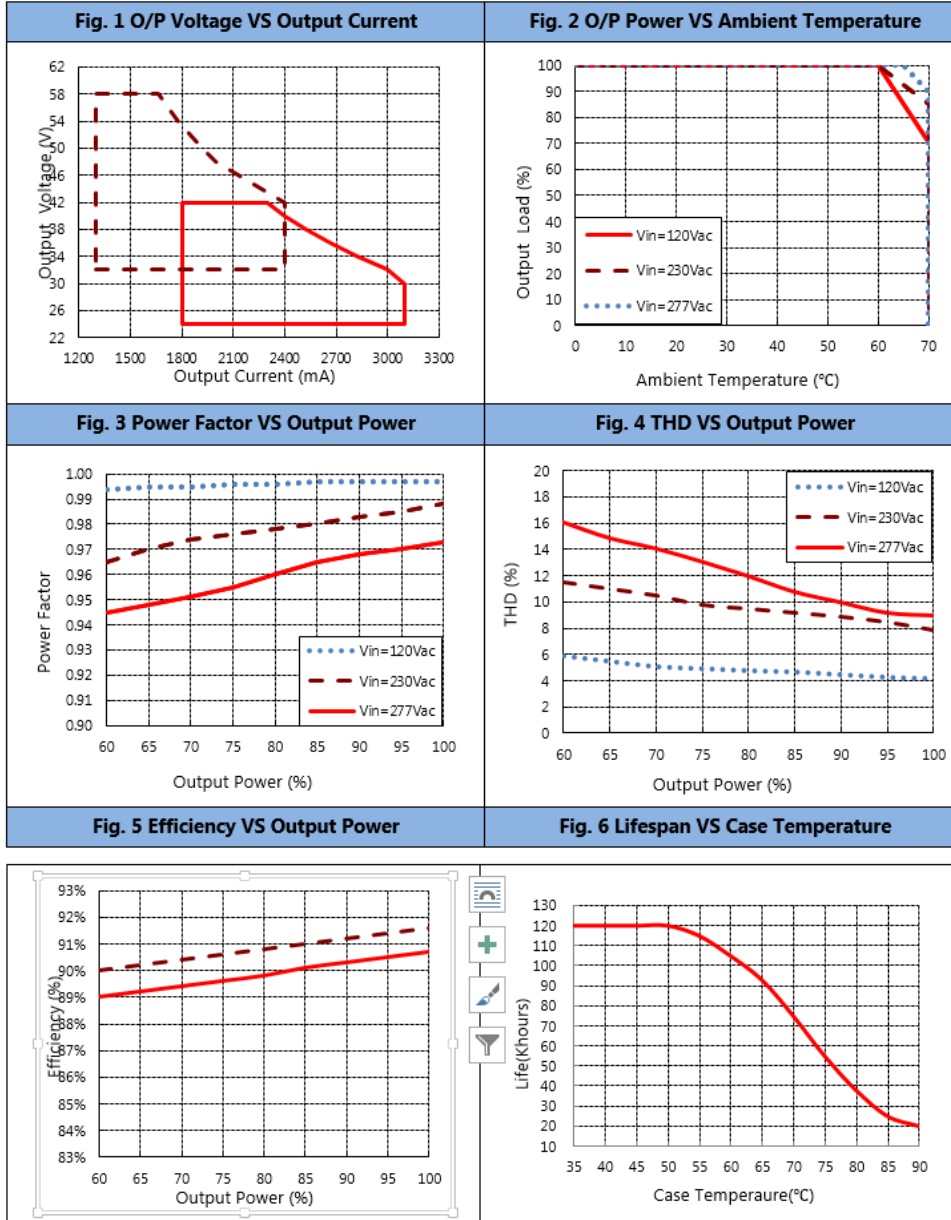 Fig. 1 O/P Voltage VS Output Current
Fig. 2 O/P Power VS Ambient Temperature
62
58
54
50
46
42
38
34
30
26
22
Output Voltage (V)
1200 1500 1800 2100 2400 2700 3000 3300
Output Current (mA)
100
90
80
70
60
50
40
30
20
10
0
Output Load (%)
Vin=120Vac
Vin=230Vac
Vin=277Vac
0 10 20 30 40 50 60 70
Ambient Temperature (℃)
Fig. 3 Power Factor VS Output Power
Fig. 4 THD VS Output Power
1.00
0.99
0.98
0.97
0.96
0.95
0.94
0.93
0.92
0.91
0.90
Power Factor
Vin=120Vac
Vin=230Vac
Vin=277Vac
60 65 70 75 80 85 90 95 100
Output Power (%)
20
18
16
14
12
10
8
6
4
2
0
THD (%)
Vin=120Vac
Vin=230Vac
Vin=277Vac
60 65 70 75 80 85 90 95 100
Output Power (%)
Fig. 5 Efficiency VS Output Power
Fig. 6 Lifespan VS Case Temperature
93%
92%
91%
90%
89%
88%
87%
86%
85%
84%
83%
Efficiency (%)
60 65 70 75 80 85 90 95 100
Output Power (%)
130
120
110
100
90
80
70
60
50
40
30
20
10
Life(Khours)
35 40 45 50 55 60 65 70 75 80 85 90
Case Temperaure(℃)